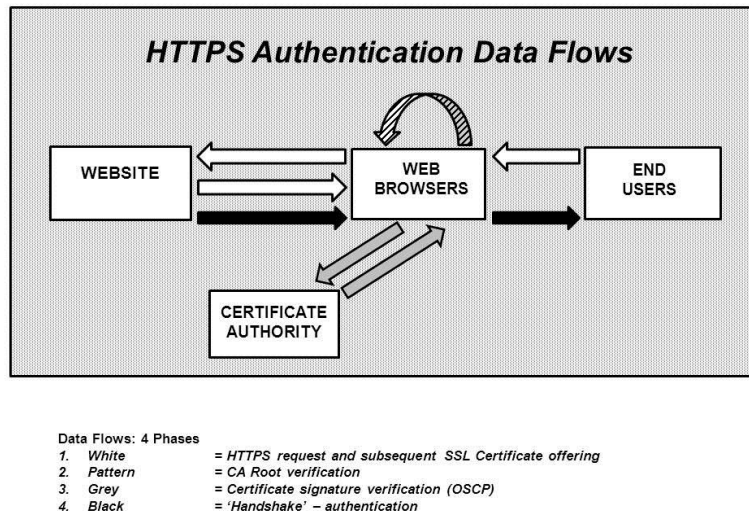 HTTPS Authentication Data Flows
WEBSITE
WEB
BROWSERS
END
USERS
CERTIFICATE
AUTHORITY
Data Flows: 4 Phases
1. White = HTTPS request and subsequent SSL Certificate offering
2. Pattern = CA Root verification
3. Grey = Certificate signature verification (OSCP)
4. Black = ‘Handshake’ – authentication